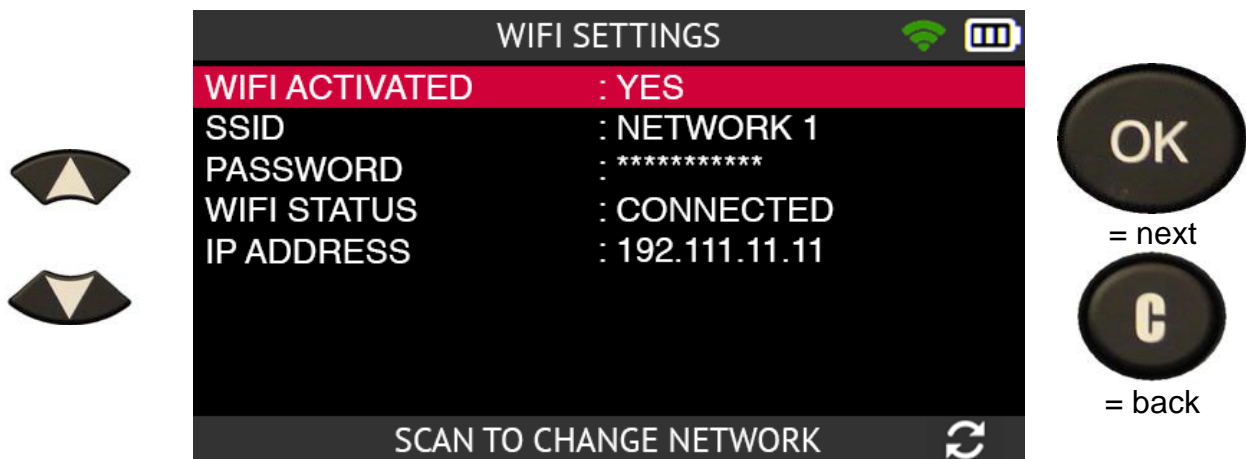 WIFI SETTINGS
WIFI ACTIVATED : YES
SSID : NETWORK 1
PASSWORD : ***********
WIFI STATUS : CONNECTED
IP ADDRESS : 192.111.11.11
SCAN TO CHANGE NETWORK
OK
= next
C
= back